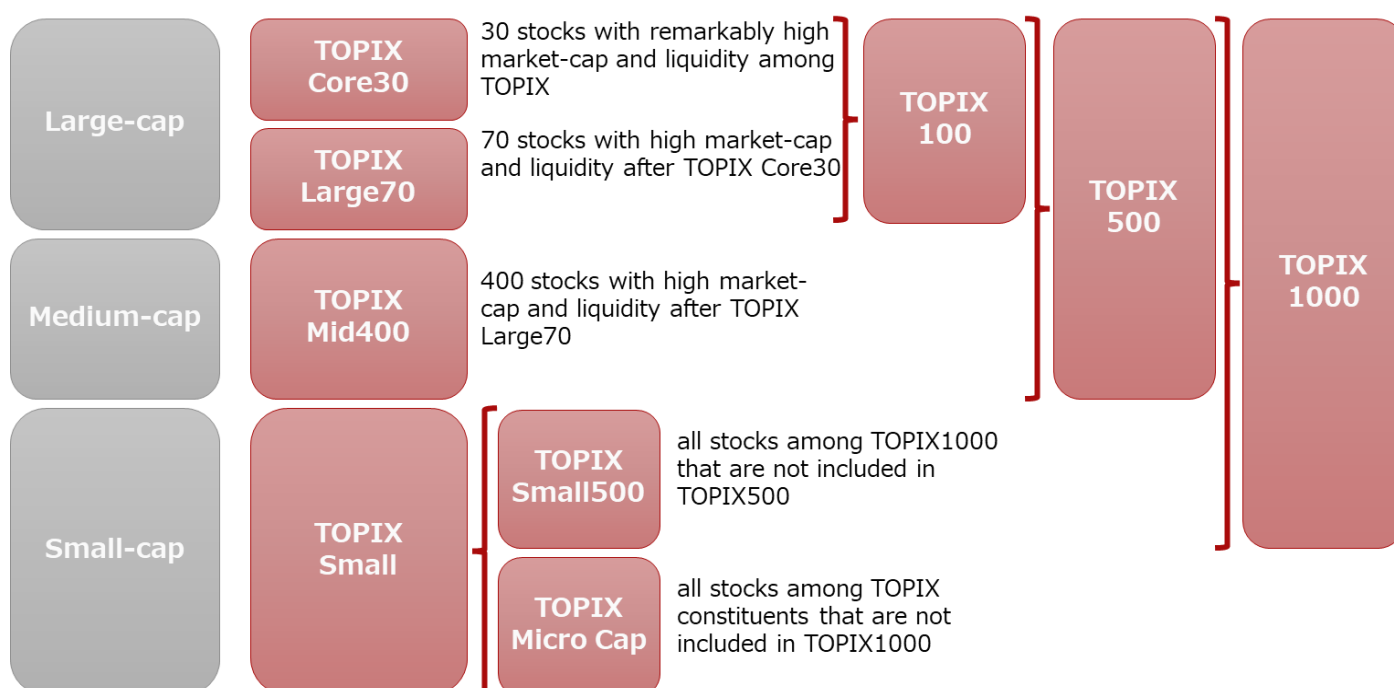 Large-cap
TOPIX
Core30
30 stocks with remarkably high
market-cap and liquidity among
TOPIX
TOPIX
Large70
70 stocks with high market-cap
and liquidity after TOPIX Core30
TOPIX
100
TOPIX
500
TOPIX
1000
Medium-cap
TOPIX
Mid400
400 stocks with high market-
cap and liquidity after TOPIX
Large70
Small-cap
TOPIX
Small
TOPIX
Small500
all stocks among TOPIX1000
that are not included in
TOPIX500
TOPIX
Micro Cap
all stocks among TOPIX
constituents that are not
included in TOPIX1000